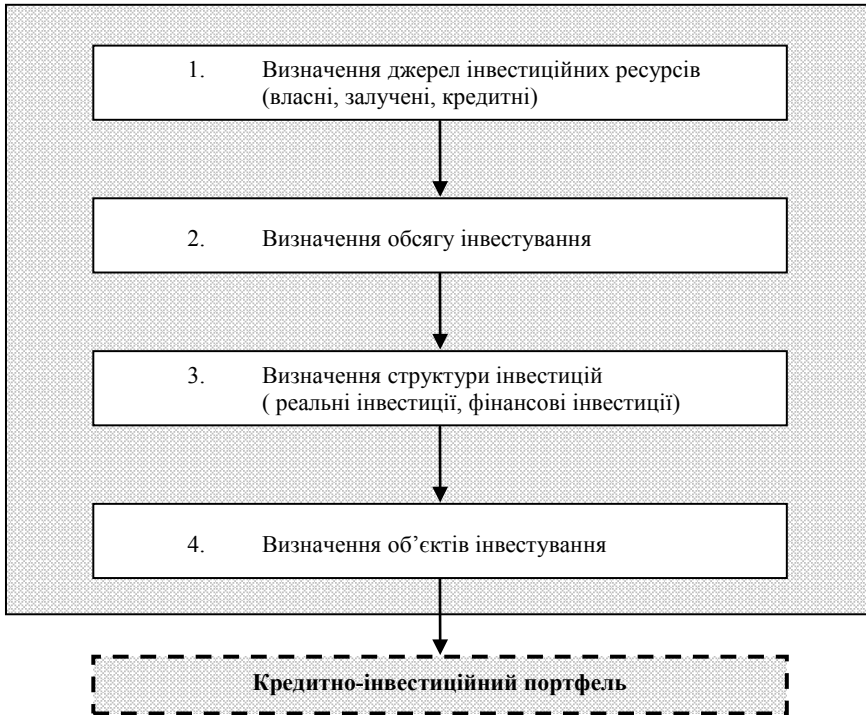 1. Визначення джерел інвестиційних ресурсів
(власні, залучені, кредитні)
2. Визначення обсягу інвестування
3. Визначення структури інвестицій
( реальні інвестиції, фінансові інвестиції)
4. Визначення об’єктів інвестування
Кредитно-інвестиційний портфель